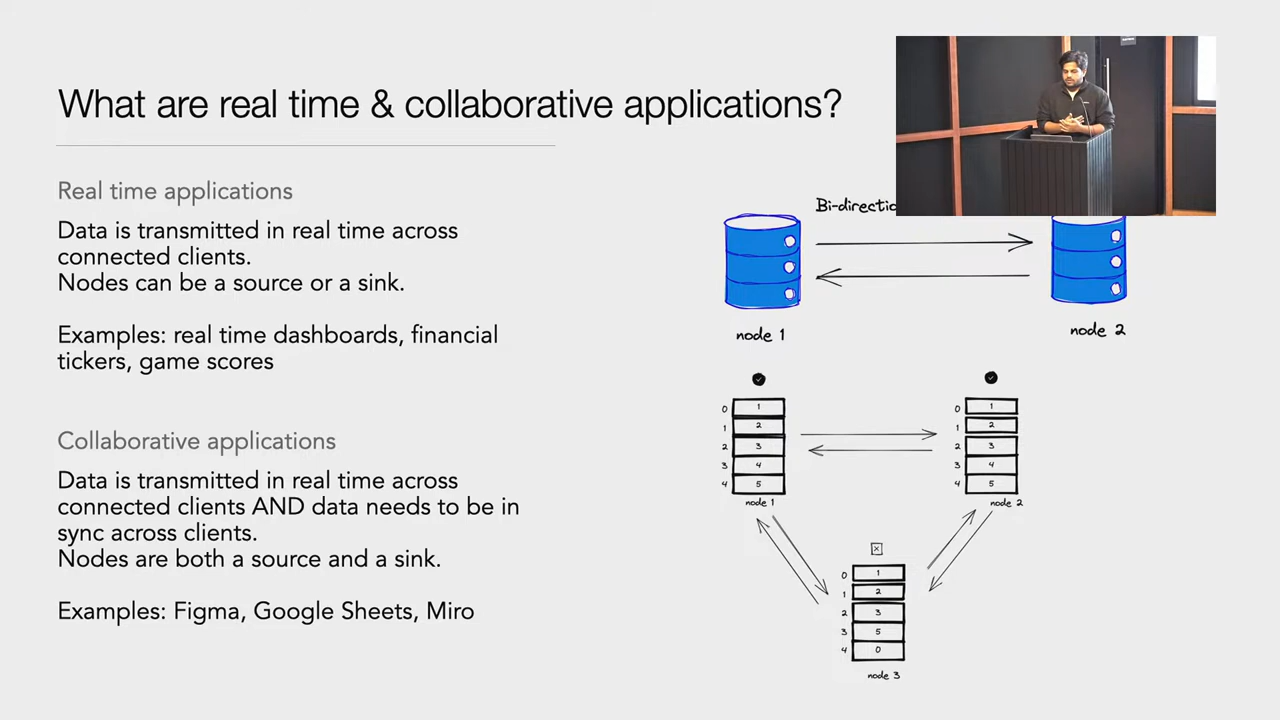 What are real time & collaborative applications?
Real time applications
Data is transmitted in real time across
connected clients.
Nodes can be a source or a sink.
Examples: real time dashboards, financial
tickers, game scores
Collaborative applications
Data is transmitted in real time across
connected clients AND data needs to be in
sync across clients.
Nodes are both a source and a sink.
Examples: Figma, Google Sheets, Miro
Bi-directio
node 1
node 2
0 1
1 2
2 3
3 4
4 5
node 1
0 1
1 2
2 3
3 4
4 5
node 2
0 1
1 2
2 3
3 5
4 0
node 3